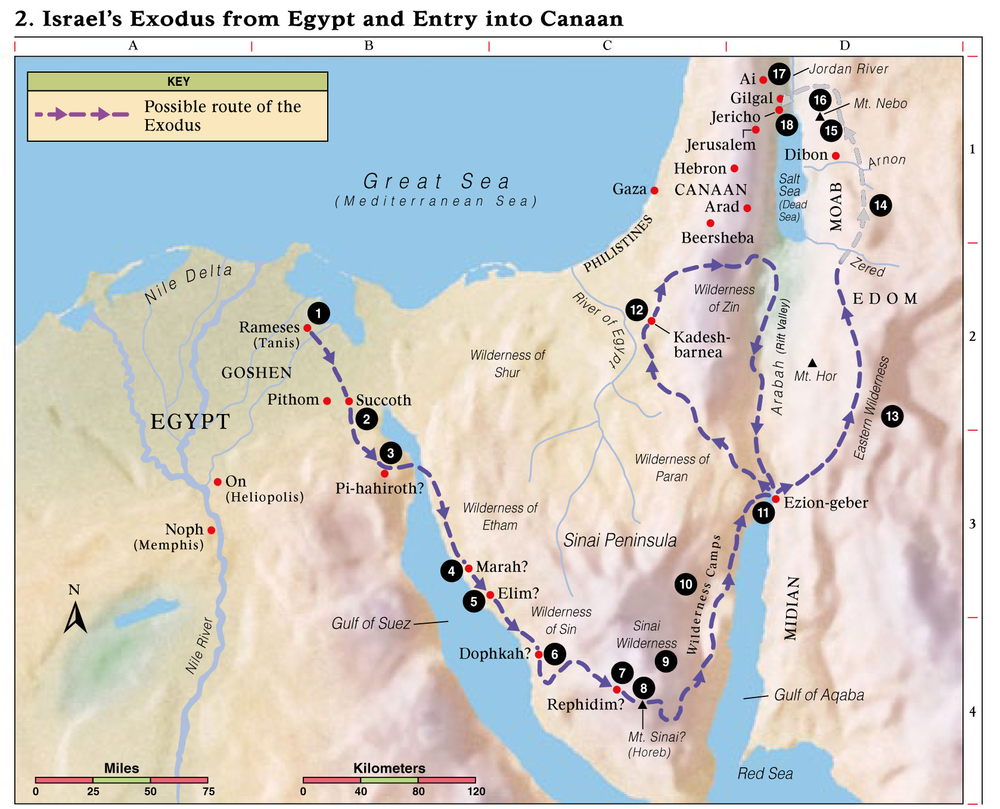 2. Israel's Exodus from Egypt and Entry into Canaan
A B C D
KEY
Possible route of the
Exodus
Jordan River
17
Ai
Gilgal
16
Mt. Nebo
Jericho
18
15
Jerusalem
Dibon
1
Arnon
Hebron
Great Sea
(Mediterranean Sea)
Gaza
CANAAN
Salt
Sea
(Dead
Sea)
MOAB
14
Arad
Beersheba
PHILISTINES
Zered
Nile Delta
Wilderness
of Zin
EDOM
River of Egypt
12
1
Rameses
(Tanis)
Kadesh-
barnea
2
Arabah (Rift Valley)
Wilderness of
Shur
GOSHEN
Mt. Hor
Eastern Wilderness
Pithom
Succoth
2
EGYPT
13
3
Wilderness of
Paran
Pi-hahiroth?
On
(Heliopolis)
Ezion-geber
11
Wilderness of
Etham
3
Noph
(Memphis)
Sinai Peninsula
Wilderness Camps
4
Marah?
10
N
5
Elim?
MIDIAN
Wilderness
of Sin
Gulf of Suez
Sinai
Wilderness
Nile River
Dophkah?
6
9
7
8
Rephidim?
Gulf of Aqaba
4
Mt. Sinai?
(Horeb)
Red Sea
Miles
0 25 50 75
Kilometers
0 40 80 120